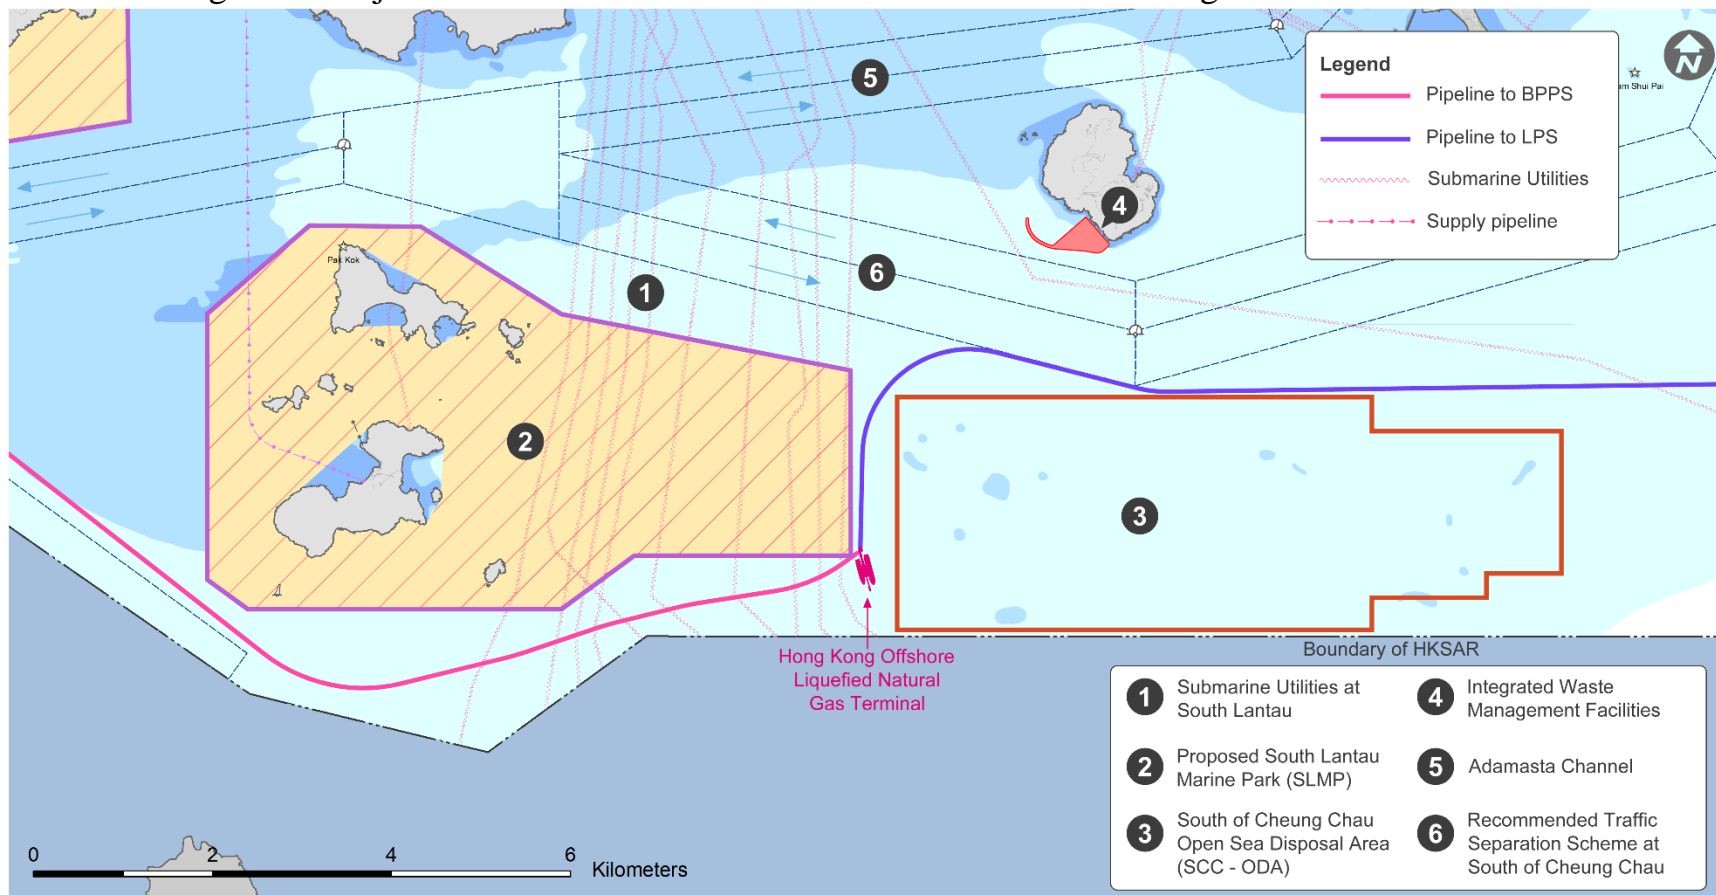 5
Legend
Pipeline to BPPS
Pipeline to LPS
Submarine Utilities
Supply pipeline
N
am Shui Pai
4
Pak Kok
6
1
2
3
Hong Kong Offshore
Liquefied Natural
Gas Terminal
Boundary of HKSAR
1 Submarine Utilities at
South Lantau
2 Proposed South Lantau
Marine Park (SLMP)
3 South of Cheung Chau
Open Sea Disposal Area
(SCC - ODA)
4 Integrated Waste
Management Facilities
5 Adamasta Channel
6 Recommended Traffic
Separation Scheme at
South of Cheung Chau
0 2 4 6
Kilometers